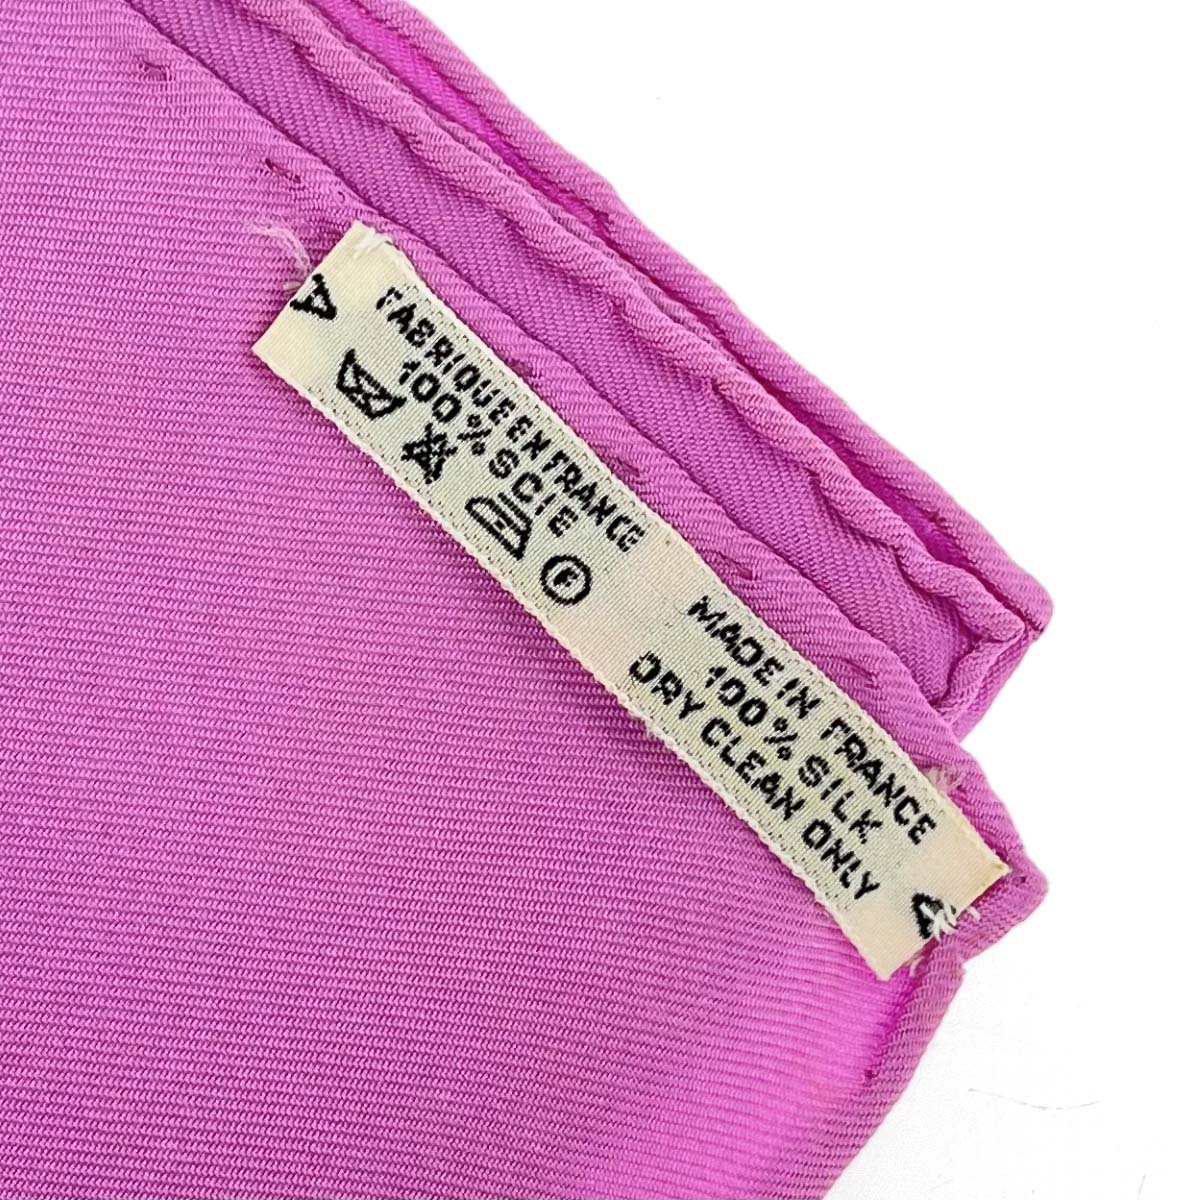 A
FABRIQUE EN FRANCE
100% SOIE
F
MADE IN FRANCE
100% SILK
DRY CLEAN ONLY
A